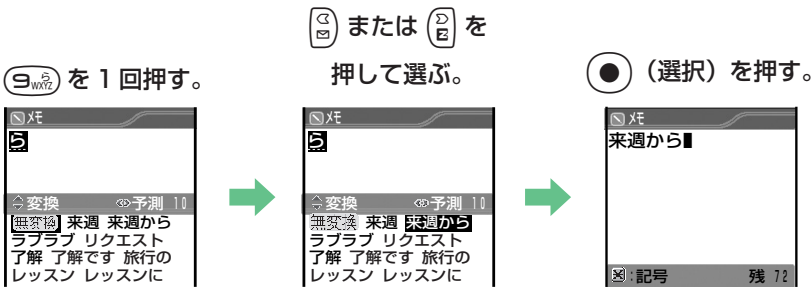 または を
9らWXYZ を 1 回押す。
押して選ぶ。
（選択）を押す。
メモ
ら
変換 予測 10
無変換 来週 来週から
ラブラブ リクエスト
了解 了解です 旅行の
レッスン レッスンに
メモ
ら
変換 予測 10
無変換 来週 来週から
ラブラブ リクエスト
了解 了解です 旅行の
レッスン レッスンに
メモ
来週から
:記号 残 72